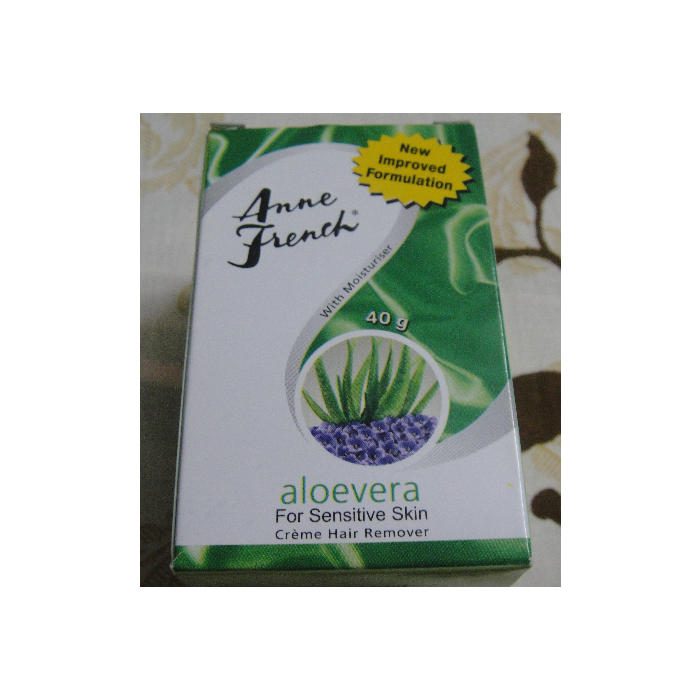 New
Improved
Formulation
Anne
French®
With Moisturiser
40 g
aloevera
For Sensitive Skin
Crème Hair Remover